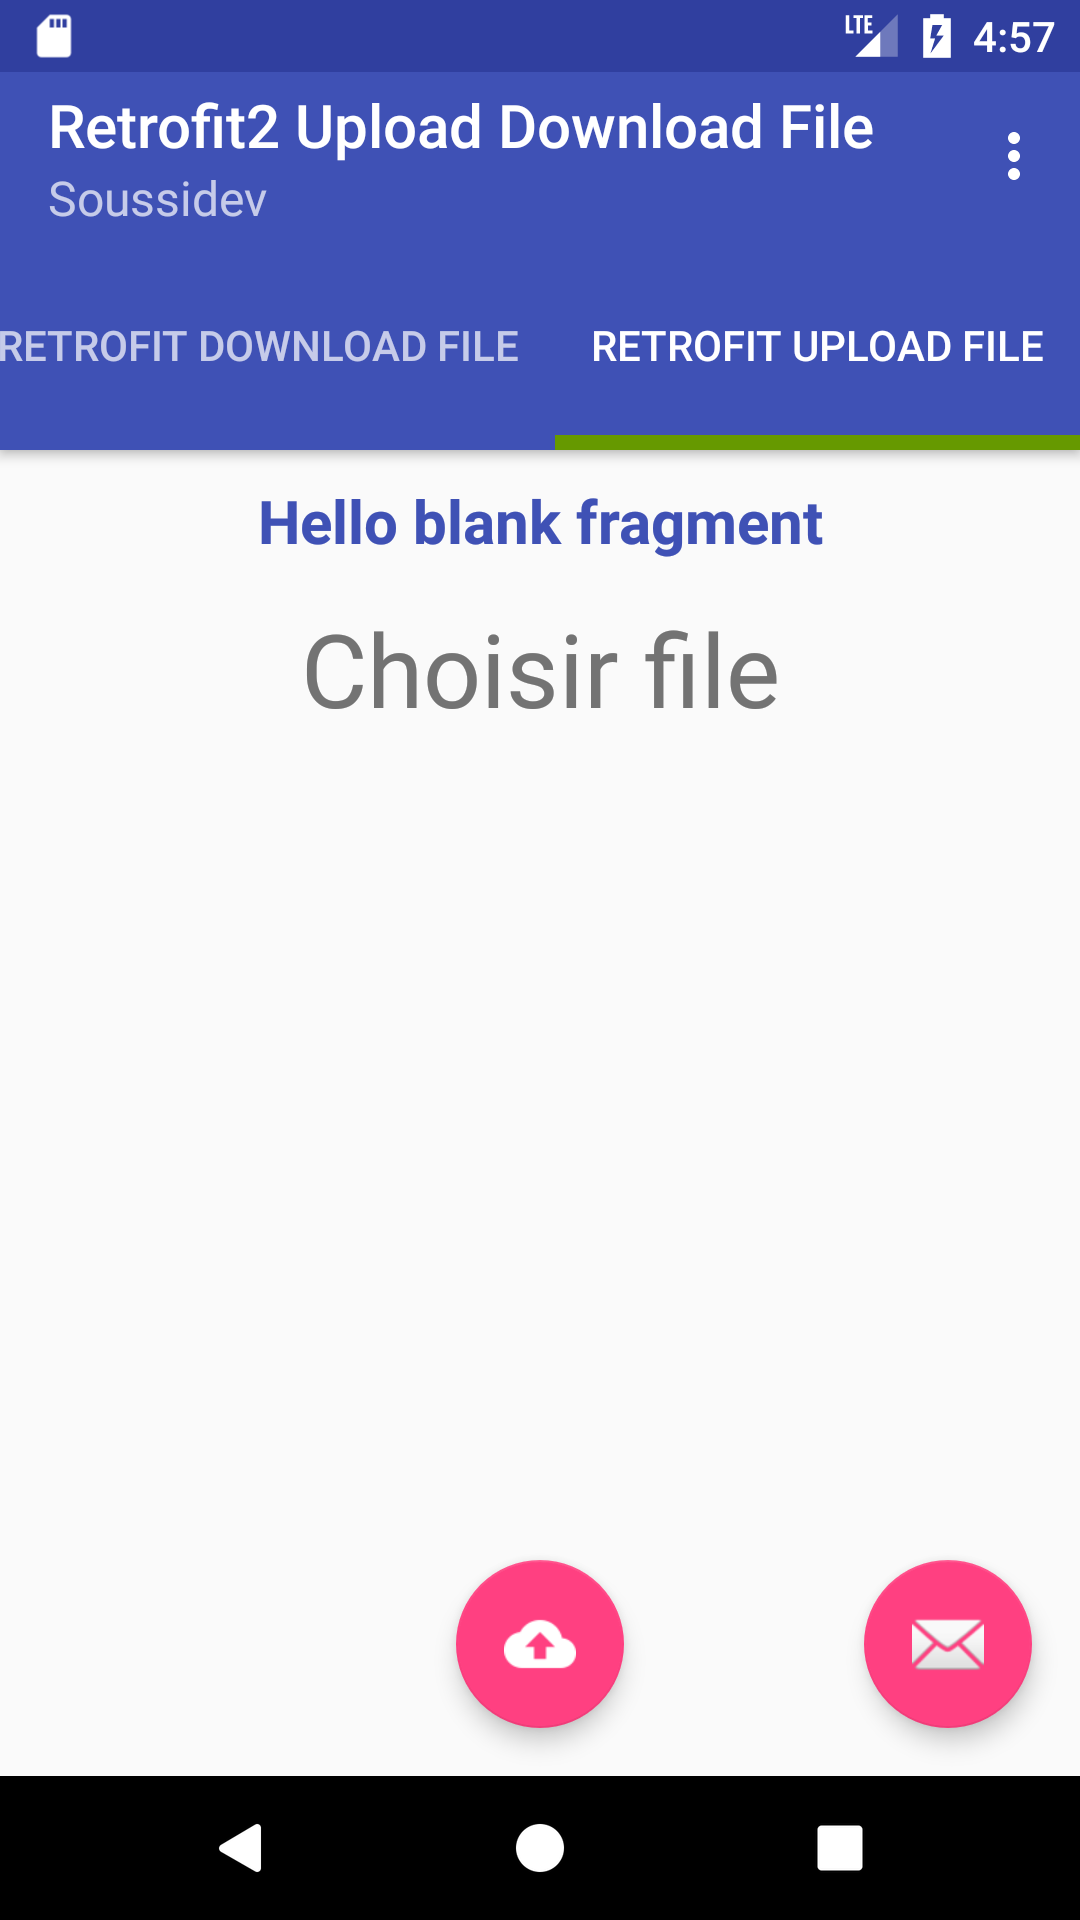 LTE 4:57
Retrofit2 Upload Download File
Soussidev
RETROFIT DOWNLOAD FILE RETROFIT UPLOAD FILE
Hello blank fragment
Choisir file